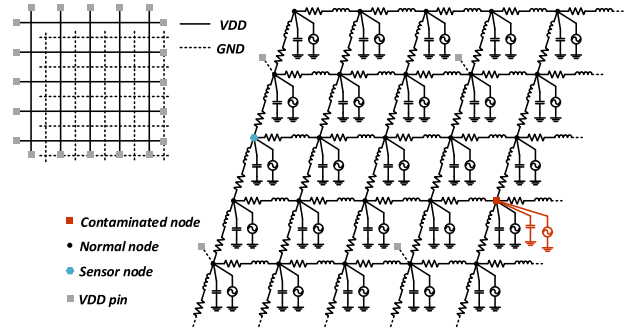 VDD
GND
Contaminated node
Normal node
Sensor node
VDD pin